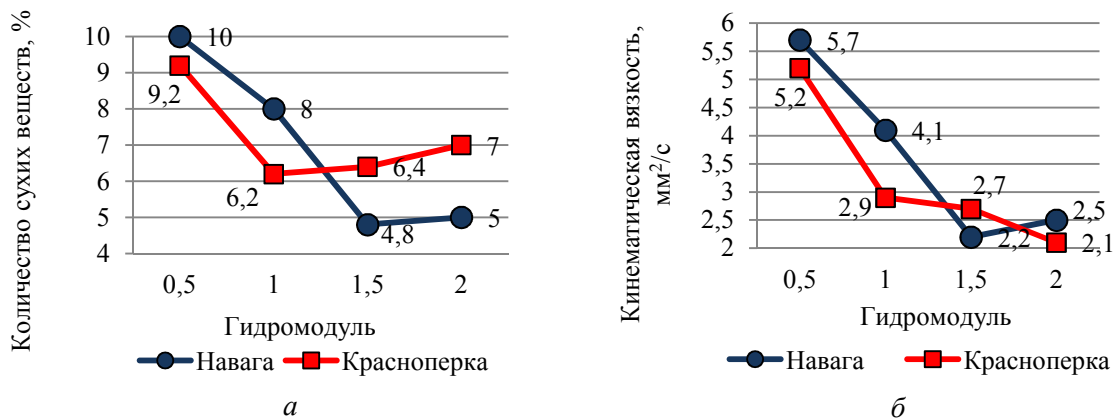 Количество сухих веществ, %
10
9
8
7
6
5
4
10
9,2
8
6,2
6,4
4,8
7
5
0,5 1 1,5 2
Гидромодуль
Навага Красноперка
а
Кинематическая вязкость,
мм²/с
6
5,5
5
4,5
4
3,5
3
2,5
2
5,7
5,2
4,1
2,9
2,7
2,2
2,5
2,1
0,5 1 1,5 2
Гидромодуль
Навага Красноперка
б